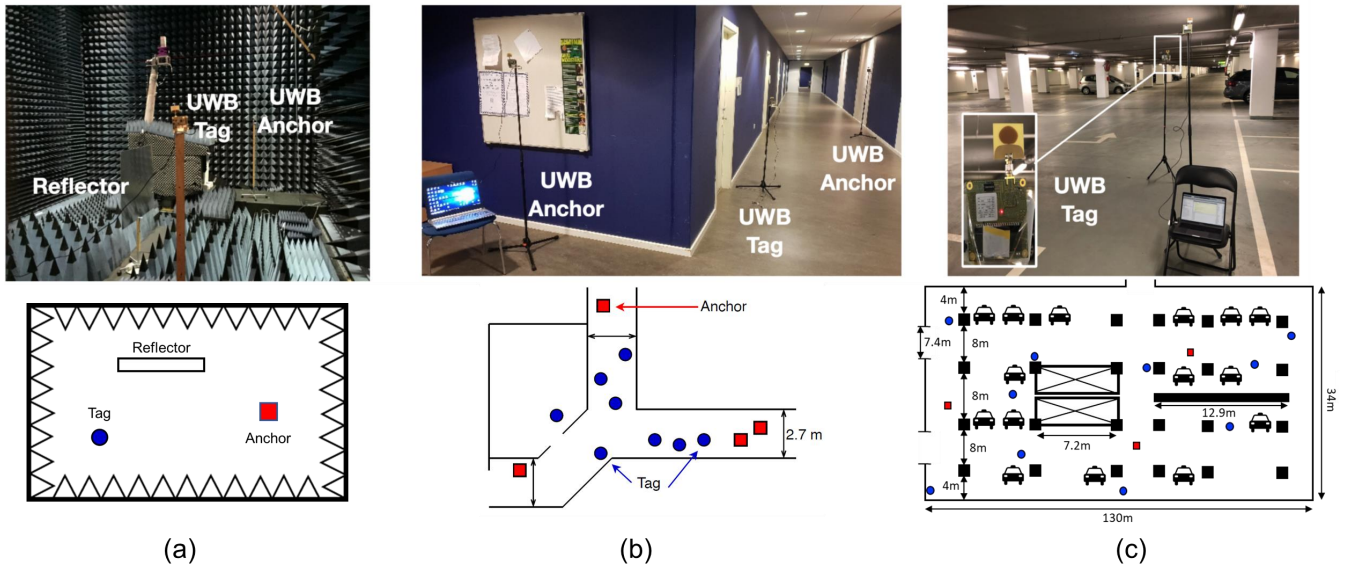 UWB
Tag
UWB
Anchor
Reflector
UWB
Anchor
UWB
Tag
UWB
Anchor
UWB
Tag
Reflector
Tag
Anchor
Anchor
2.7 m
Tag
4m
7.4m
8m
8m
12.9m
34m
7.2m
8m
4m
130m
(a)
(b)
(c)